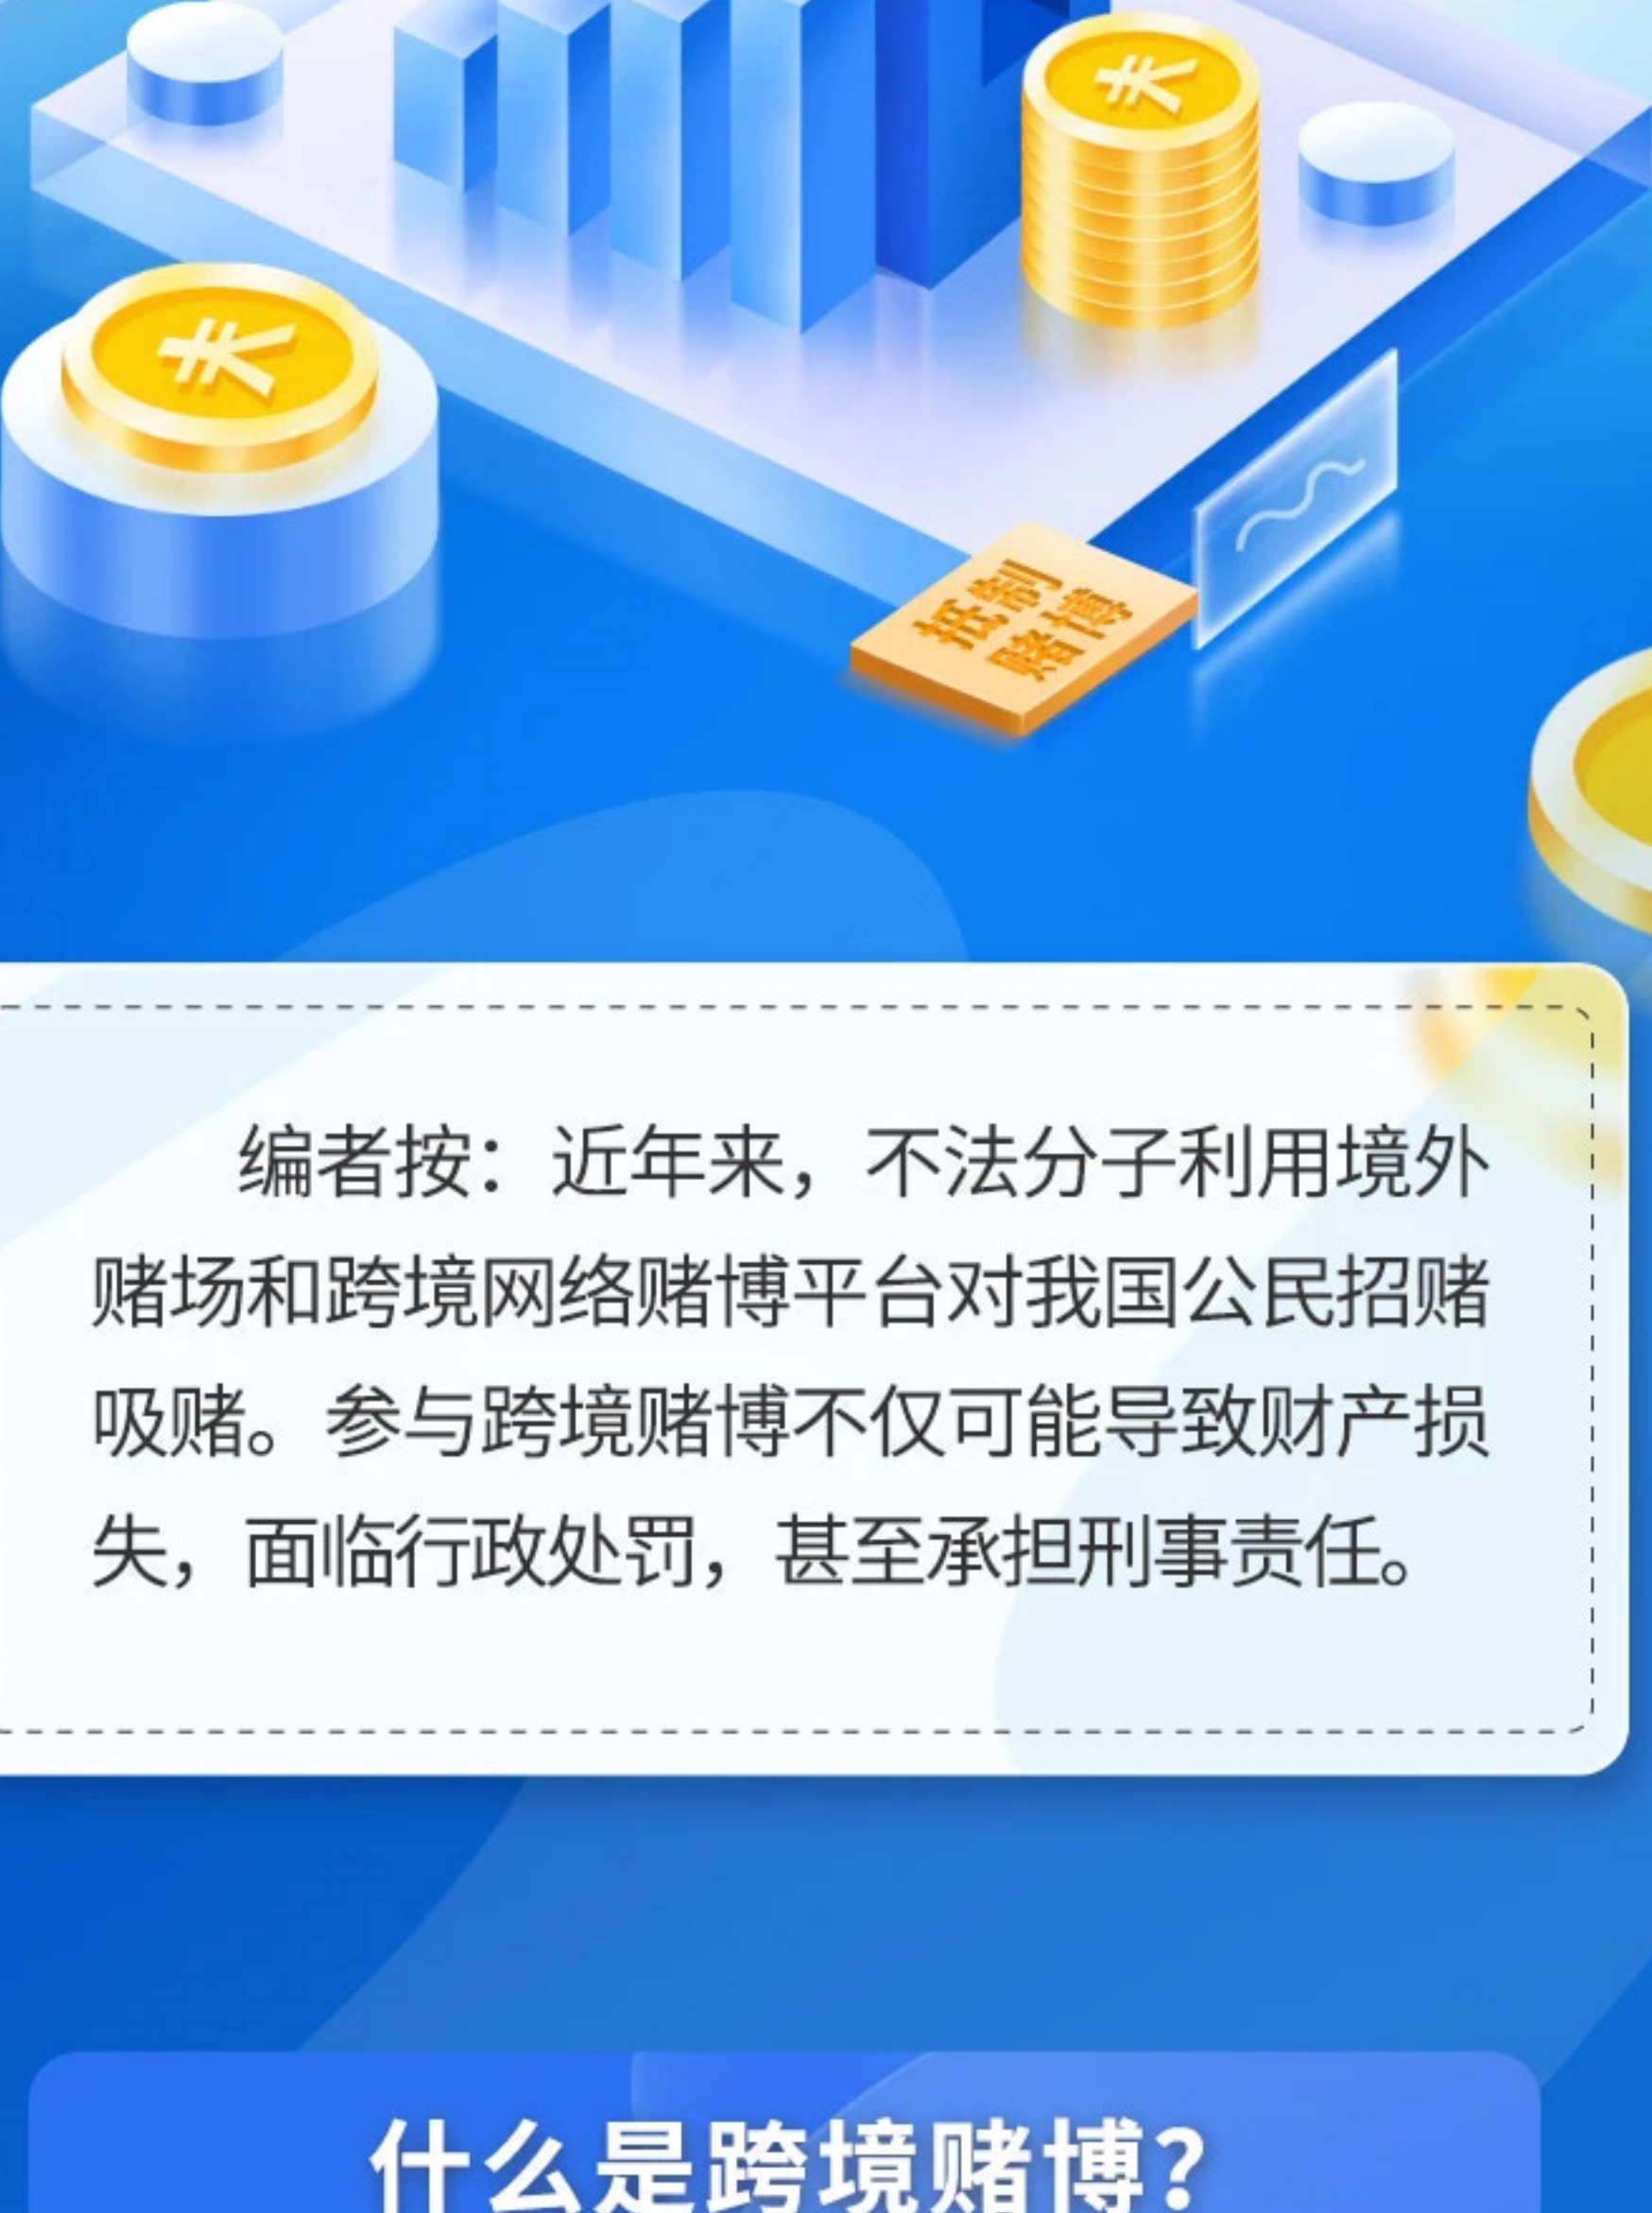 抵制
赌博
编者按：近年来，不法分子利用境外
赌场和跨境网络赌博平台对我国公民招赌
吸赌。参与跨境赌博不仅可能导致财产损
失，面临行政处罚，甚至承担刑事责任。
什么是跨境赌博？